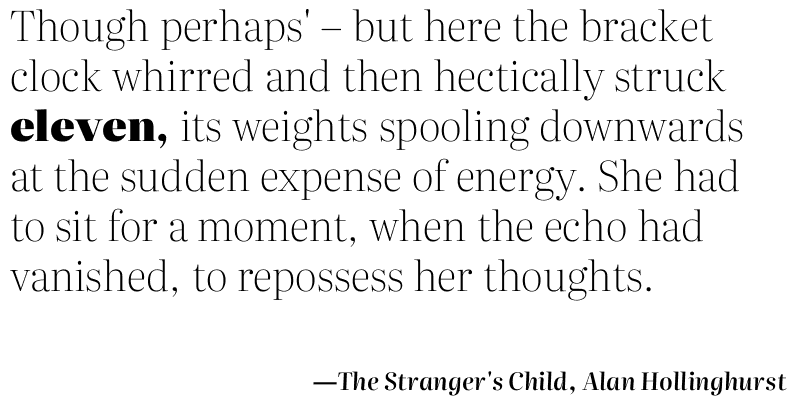 Though perhaps' – but here the bracket
clock whirred and then hectically struck
eleven, its weights spooling downwards
at the sudden expense of energy. She had
to sit for a moment, when the echo had
vanished, to repossess her thoughts.
—The Stranger's Child, Alan Hollinghurst